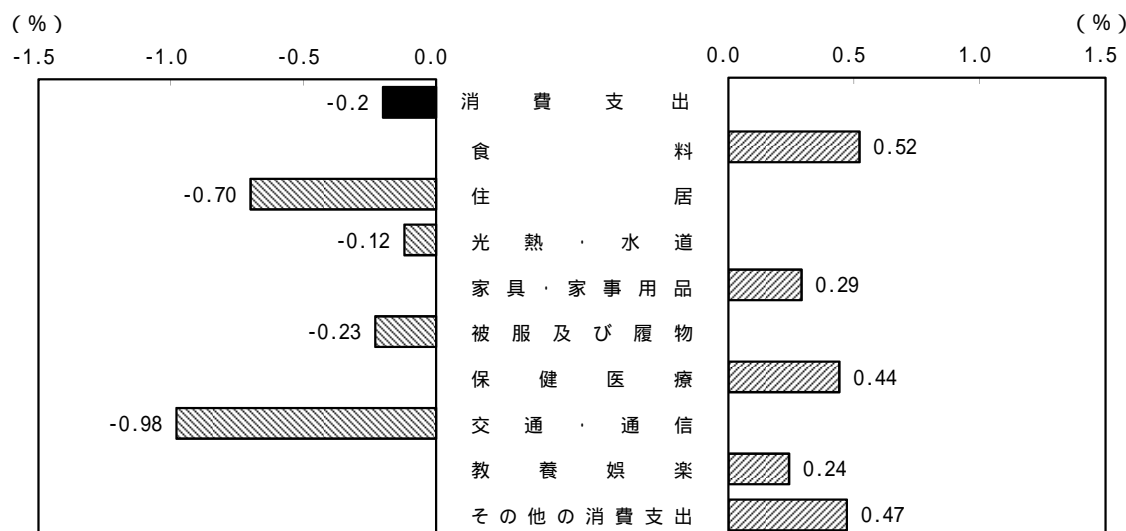 (%) (%)
-1.5 -1.0 -0.5 0.0 0.0 0.5 1.0 1.5
-0.2 消費支出
食料 0.52
-0.70 住居
-0.12 光熱・水道
家具・家事用品 0.29
-0.23 被服及び履物
保健医療 0.44
-0.98 交通・通信
教養娯楽 0.24
その他の消費支出 0.47